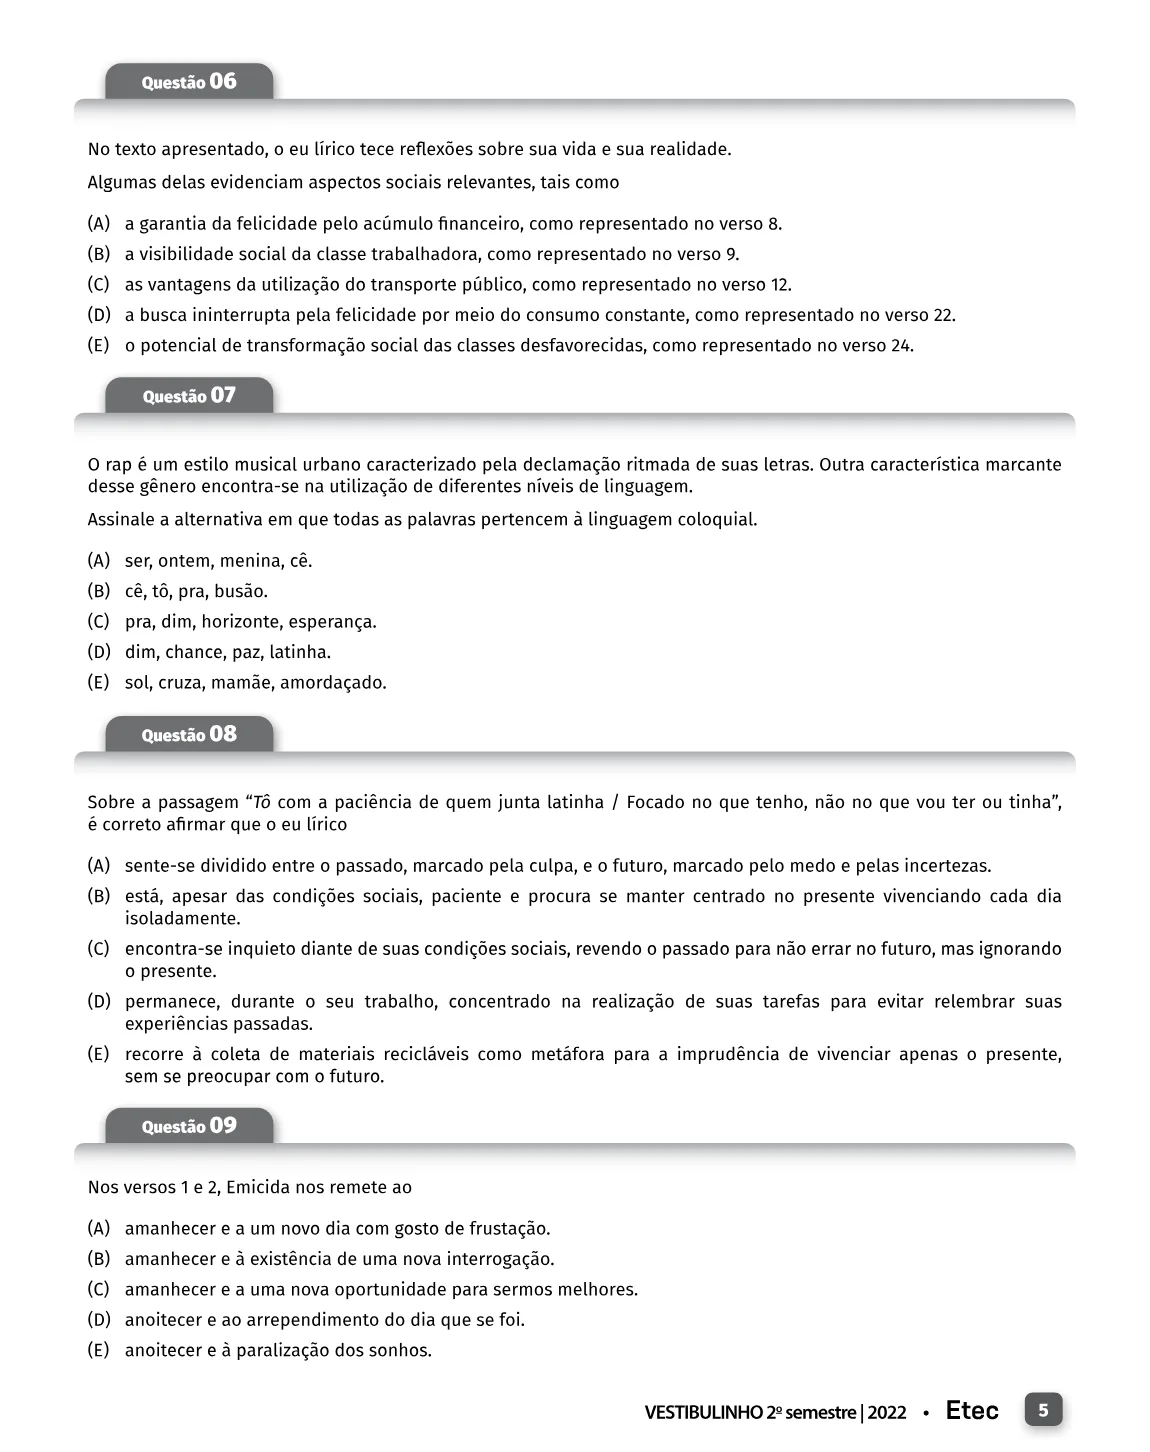 Questão 06
No texto apresentado, o eu lírico tece reflexões sobre sua vida e sua realidade.
Algumas delas evidenciam aspectos sociais relevantes, tais como
(A) a garantia da felicidade pelo acúmulo financeiro, como representado no verso 8.
(B) a visibilidade social da classe trabalhadora, como representado no verso 9.
(C) as vantagens da utilização do transporte público, como representado no verso 12.
(D) a busca ininterrupta pela felicidade por meio do consumo constante, como representado no verso 22.
(E) o potencial de transformação social das classes desfavorecidas, como representado no verso 24.
Questão 07
O rap é um estilo musical urbano caracterizado pela declamação ritmada de suas letras. Outra característica marcante
desse gênero encontra-se na utilização de diferentes níveis de linguagem.
Assinale a alternativa em que todas as palavras pertencem à linguagem coloquial.
(A) ser, ontem, menina, cê.
(B) cê, tô, pra, busão.
(C) pra, dim, horizonte, esperança.
(D) dim, chance, paz, latinha.
(E) sol, cruza, mamãe, amordaçado.
Questão 08
Sobre a passagem “Tô com a paciência de quem junta latinha / Focado no que tenho, não no que vou ter ou tinha”,
é correto afirmar que o eu lírico
(A) sente-se dividido entre o passado, marcado pela culpa, e o futuro, marcado pelo medo e pelas incertezas.
(B) está, apesar das condições sociais, paciente e procura se manter centrado no presente vivenciando cada dia
isoladamente.
(C) encontra-se inquieto diante de suas condições sociais, revendo o passado para não errar no futuro, mas ignorando
o presente.
(D) permanece, durante o seu trabalho, concentrado na realização de suas tarefas para evitar relembrar suas
experiências passadas.
(E) recorre à coleta de materiais recicláveis como metáfora para a imprudência de vivenciar apenas o presente,
sem se preocupar com o futuro.
Questão 09
Nos versos 1 e 2, Emicida nos remete ao
(A) amanhecer e a um novo dia com gosto de frustação.
(B) amanhecer e à existência de uma nova interrogação.
(C) amanhecer e a uma nova oportunidade para sermos melhores.
(D) anoitecer e ao arrependimento do dia que se foi.
(E) anoitecer e à paralização dos sonhos.
VESTIBULINHO 2º semestre | 2022 • Etec 5